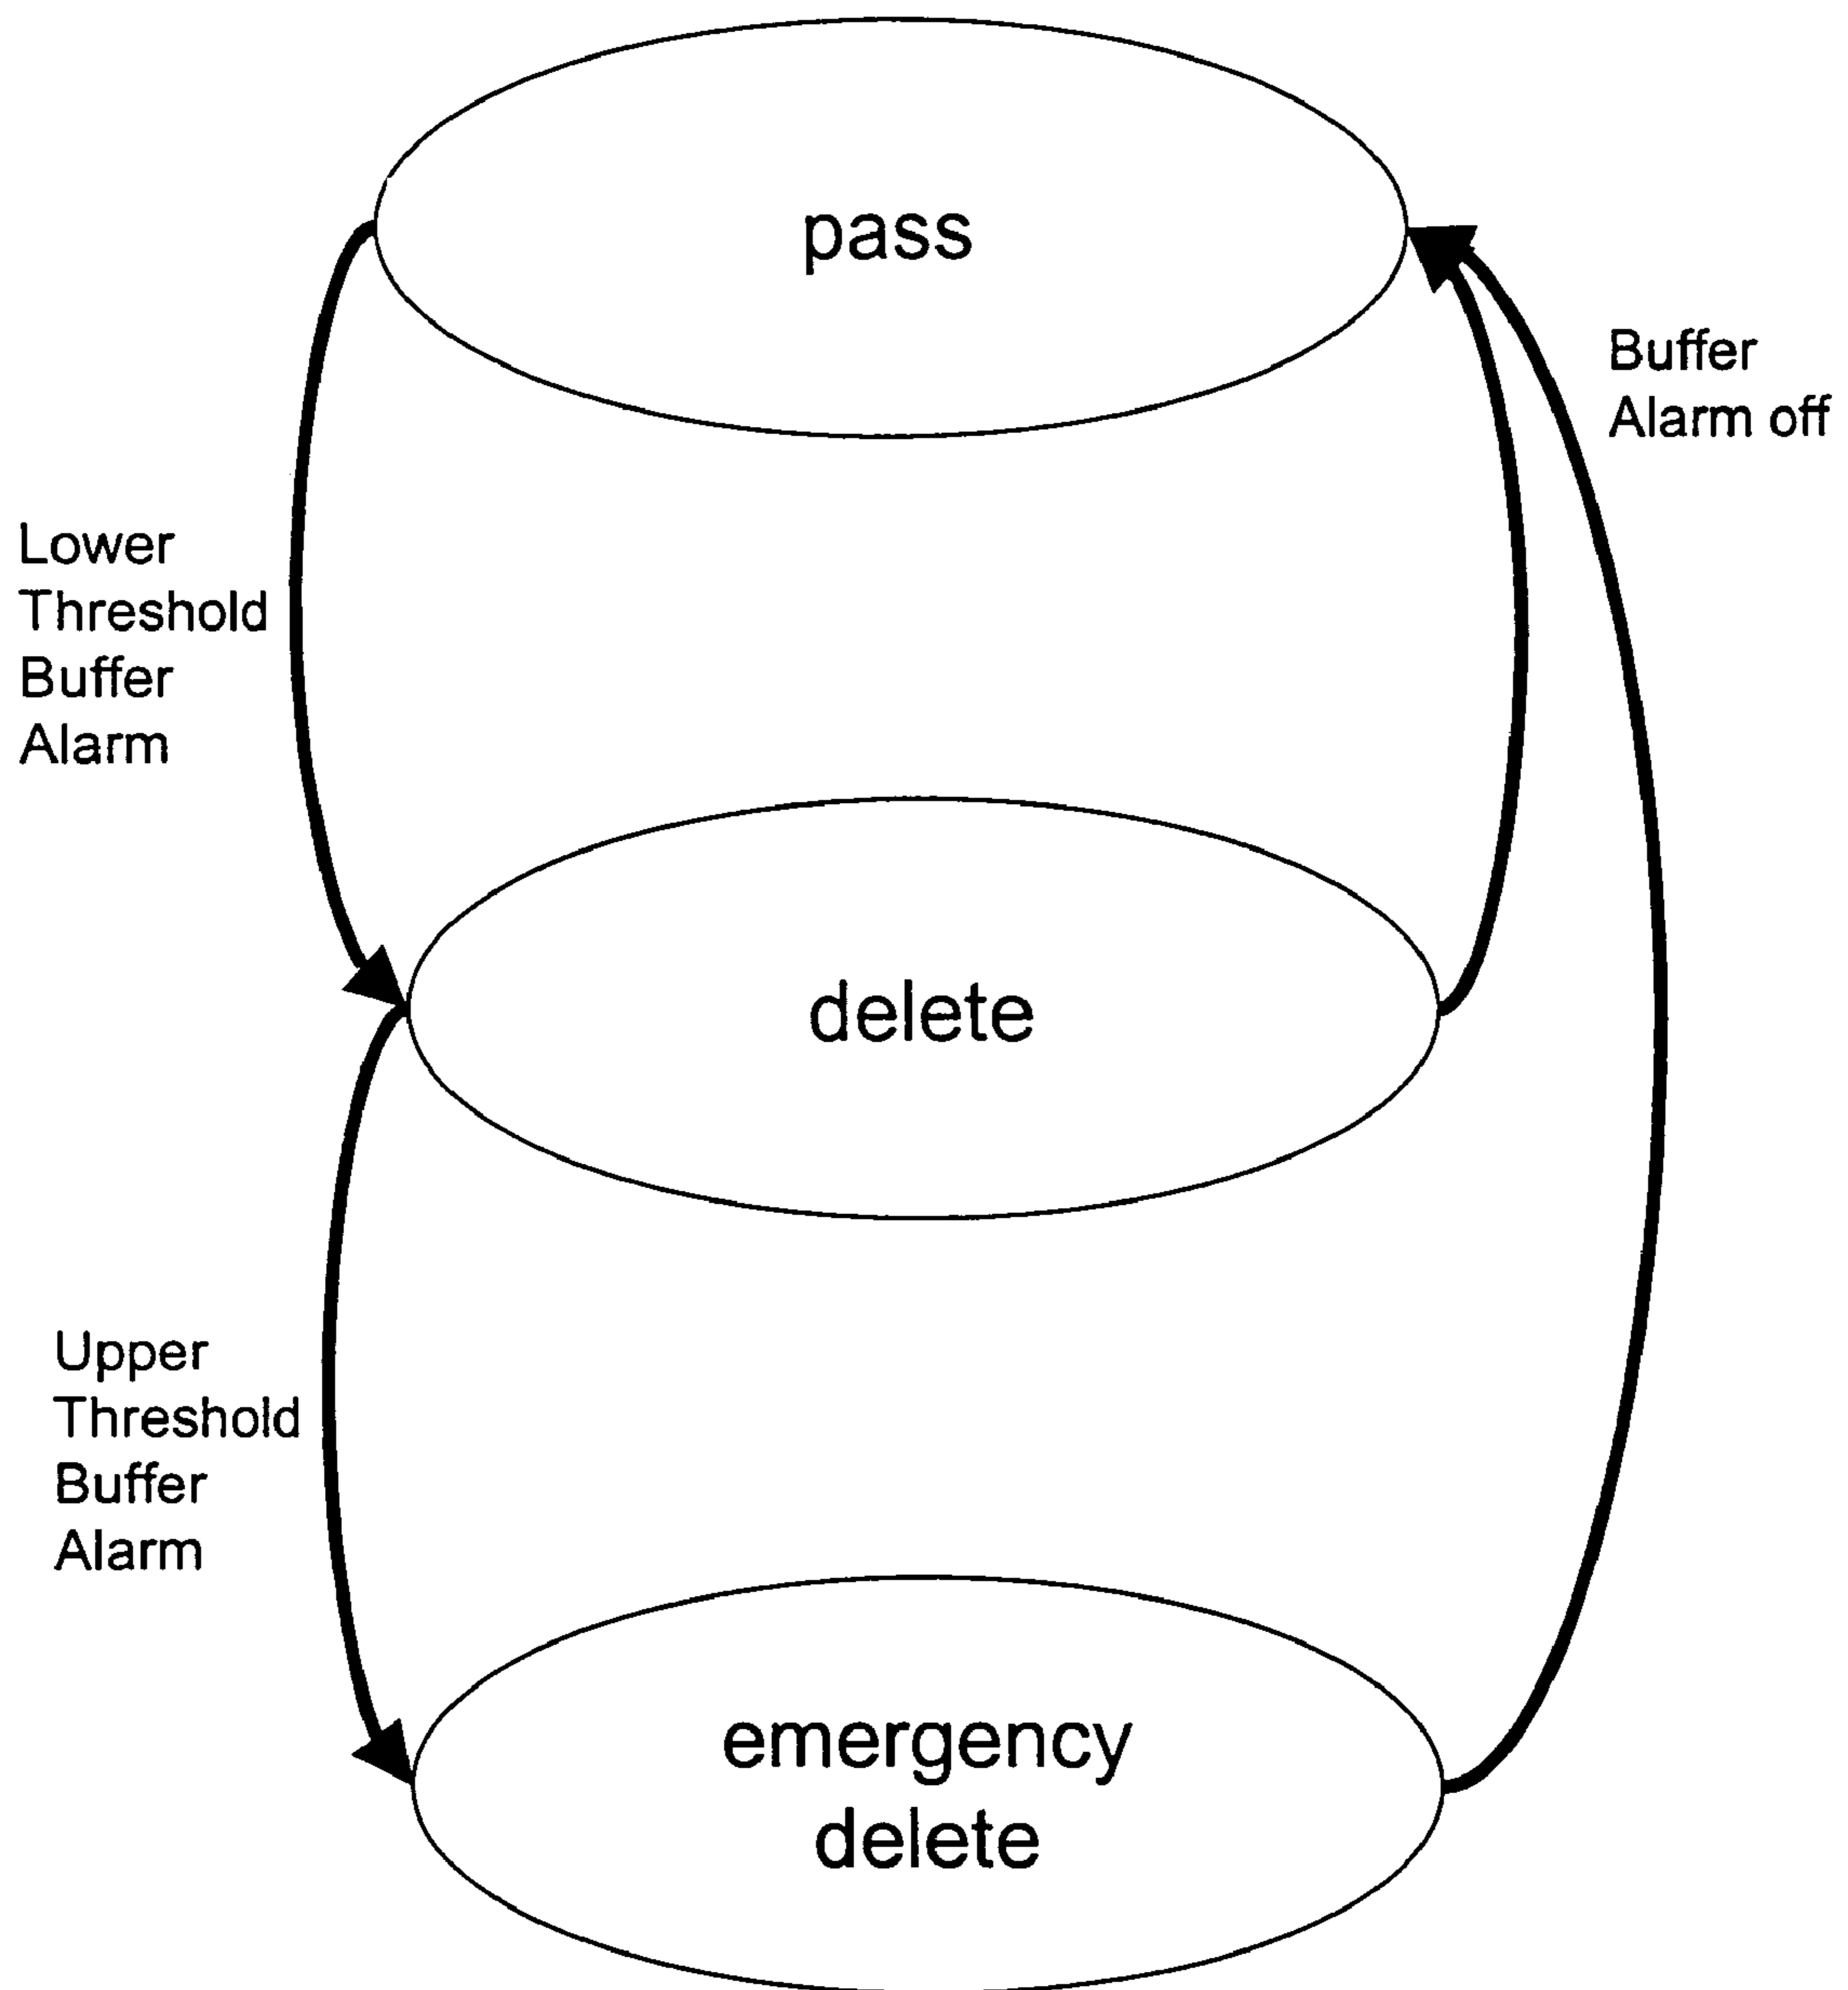 pass
Buffer
Alarm off
Lower
Threshold
Buffer
Alarm
delete
Upper
Threshold
Buffer
Alarm
emergency
delete